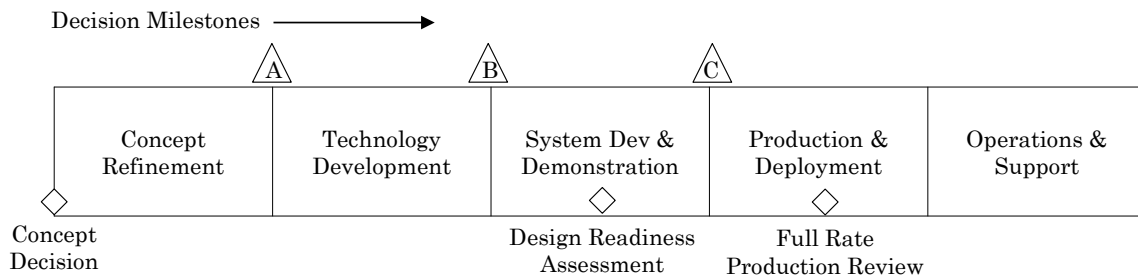 Decision Milestones
A
B
C
Concept
Refinement
Technology
Development
System Dev &
Demonstration
Production &
Deployment
Operations &
Support
Concept
Decision
Design Readiness
Assessment
Full Rate
Production Review